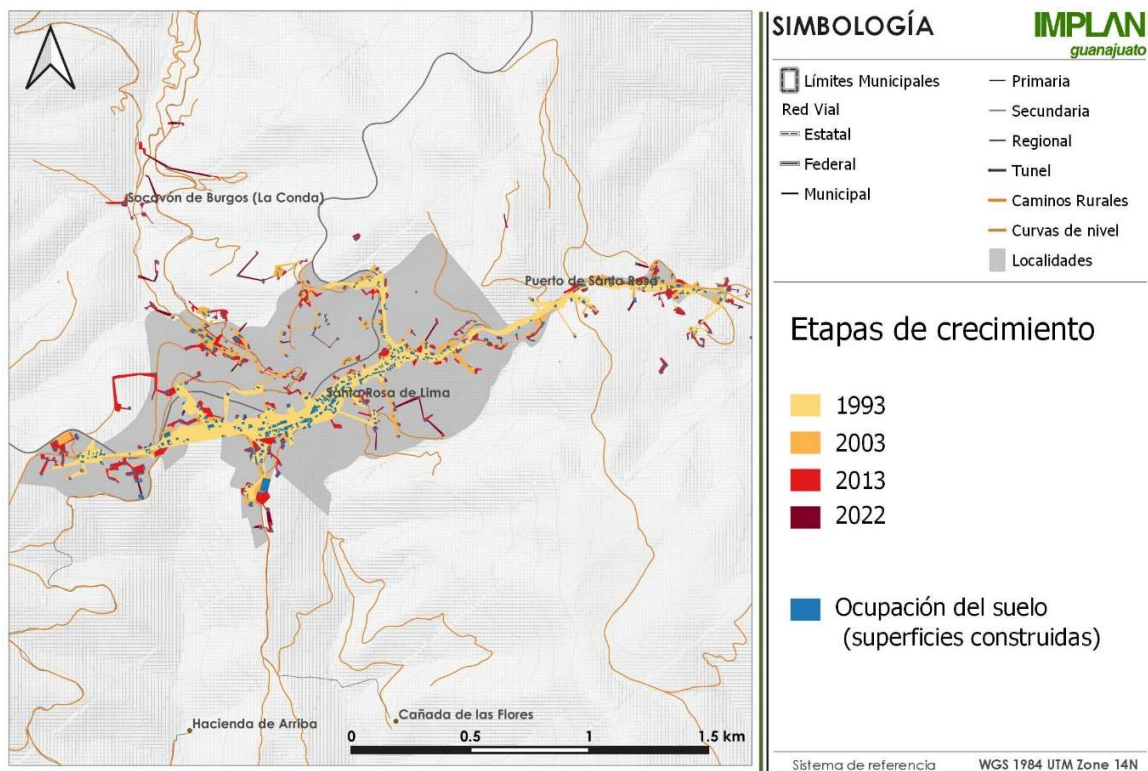 Socavón de Burgos (La Conda)
Puerto de Santa Rosa
Santa Rosa de Lima
Hacienda de Arriba
Cañada de las Flores
0 0.5 1 1.5 km
SIMBOLOGÍA
IMPLAN
guanajuato
Límites Municipales
Red Vial
Estatal
Federal
Municipal
Primaria
Secundaria
Regional
Tunel
Caminos Rurales
Curvas de nivel
Localidades
Etapas de crecimiento
1993
2003
2013
2022
Ocupación del suelo
(superficies construidas)
Sistema de referencia WGS 1984 UTM Zone 14N